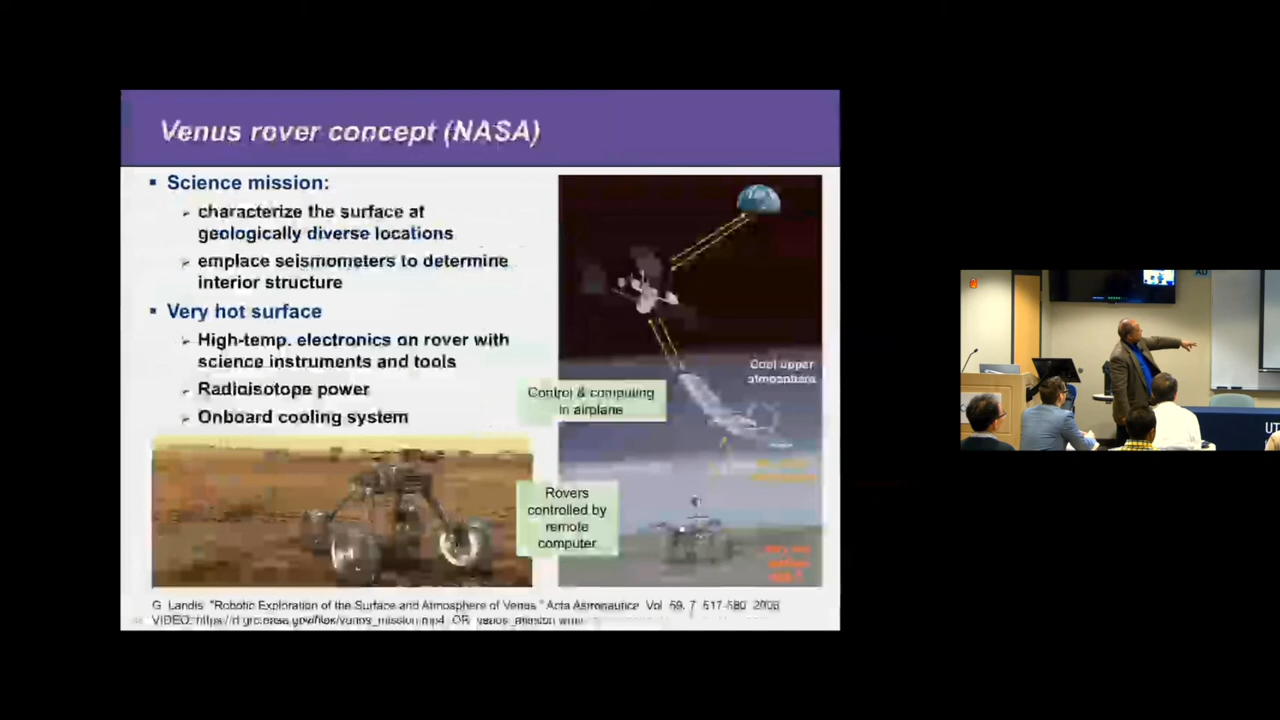 Venus rover concept (NASA)
Science mission:
characterize the surface at
geologically diverse locations
emplace seismometers to determine
interior structure
Very hot surface
High-temp. electronics on rover with
science instruments and tools
Radioisotope power
Onboard cooling system
Cool upper
atmosphere
Control & computing
in airplane
Rovers
controlled by
remote
computer
G. Landis "Robotic Exploration of the Surface and Atmosphere of Venus" Acta Astronautica Vol 59, 7
VIDEO:
UT